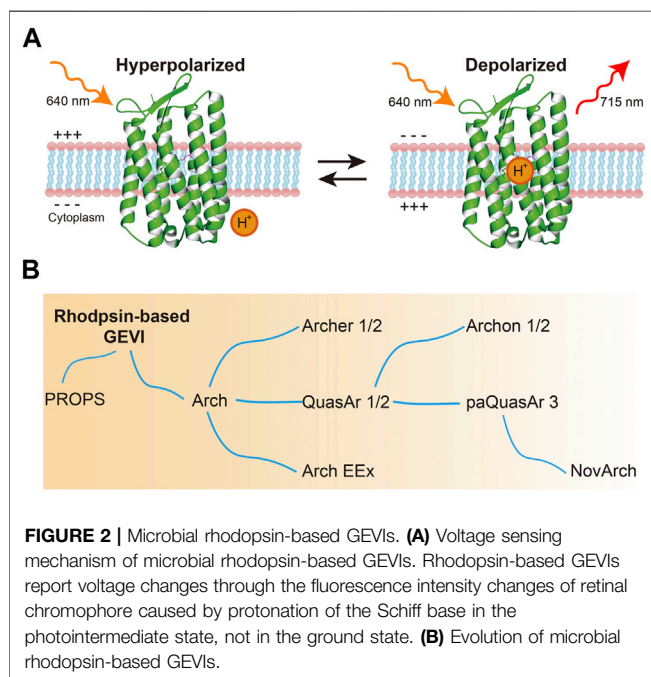 A
Hyperpolarized
Depolarized
640 nm
640 nm
715 nm
+++
- - -
- - -
Cytoplasm
+++
H+
H+
B
Rhodpsin-based
GEVI
PROPS
Arch
Archer 1/2
QuasAr 1/2
Arch EEx
Archon 1/2
paQuasAr 3
NovArch
FIGURE 2 | Microbial rhodopsin-based GEVIs. (A) Voltage sensing
mechanism of microbial rhodopsin-based GEVIs. Rhodopsin-based GEVIs
report voltage changes through the fluorescence intensity changes of retinal
chromophore caused by protonation of the Schiff base in the
photointermediate state, not in the ground state. (B) Evolution of microbial
rhodopsin-based GEVIs.